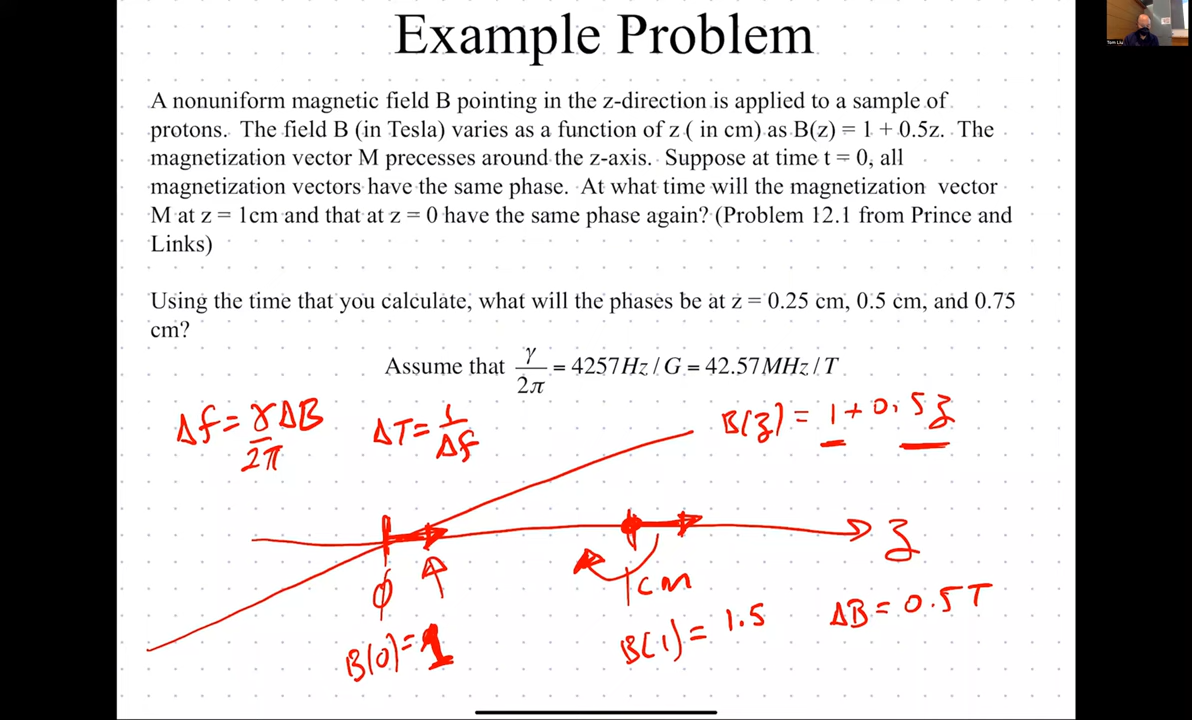 Example Problem
Tom Liu
A nonuniform magnetic field B pointing in the z-direction is applied to a sample of
protons. The field B (in Tesla) varies as a function of z ( in cm) as B(z) = 1 + 0.5z. The
magnetization vector M precesses around the z-axis. Suppose at time t = 0, all
magnetization vectors have the same phase. At what time will the magnetization vector
M at z = 1cm and that at z = 0 have the same phase again? (Problem 12.1 from Prince and
Links)
Using the time that you calculate, what will the phases be at z = 0.25 cm, 0.5 cm, and 0.75
cm?
Assume that γ/2π = 4257Hz / G = 42.57MHz / T
Δf = γ/2π ΔB ΔT = 1/Δf B(z) = 1 + 0.5z
z
0 1cm ΔB = 0.5T
B(0) = 1 B(1) = 1.5